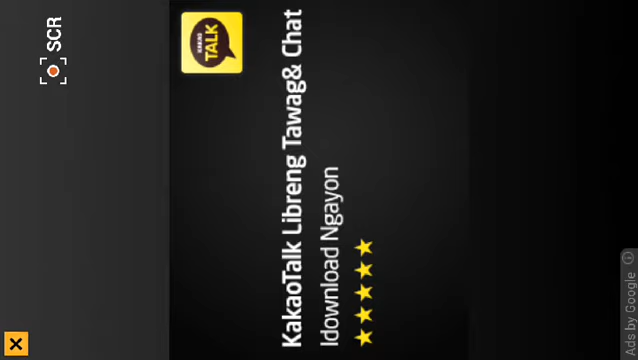 SCR
KAKAO
TALK
KakaoTalk Libreng Tawag& Chat
Idownload Ngayon
Ads by Google